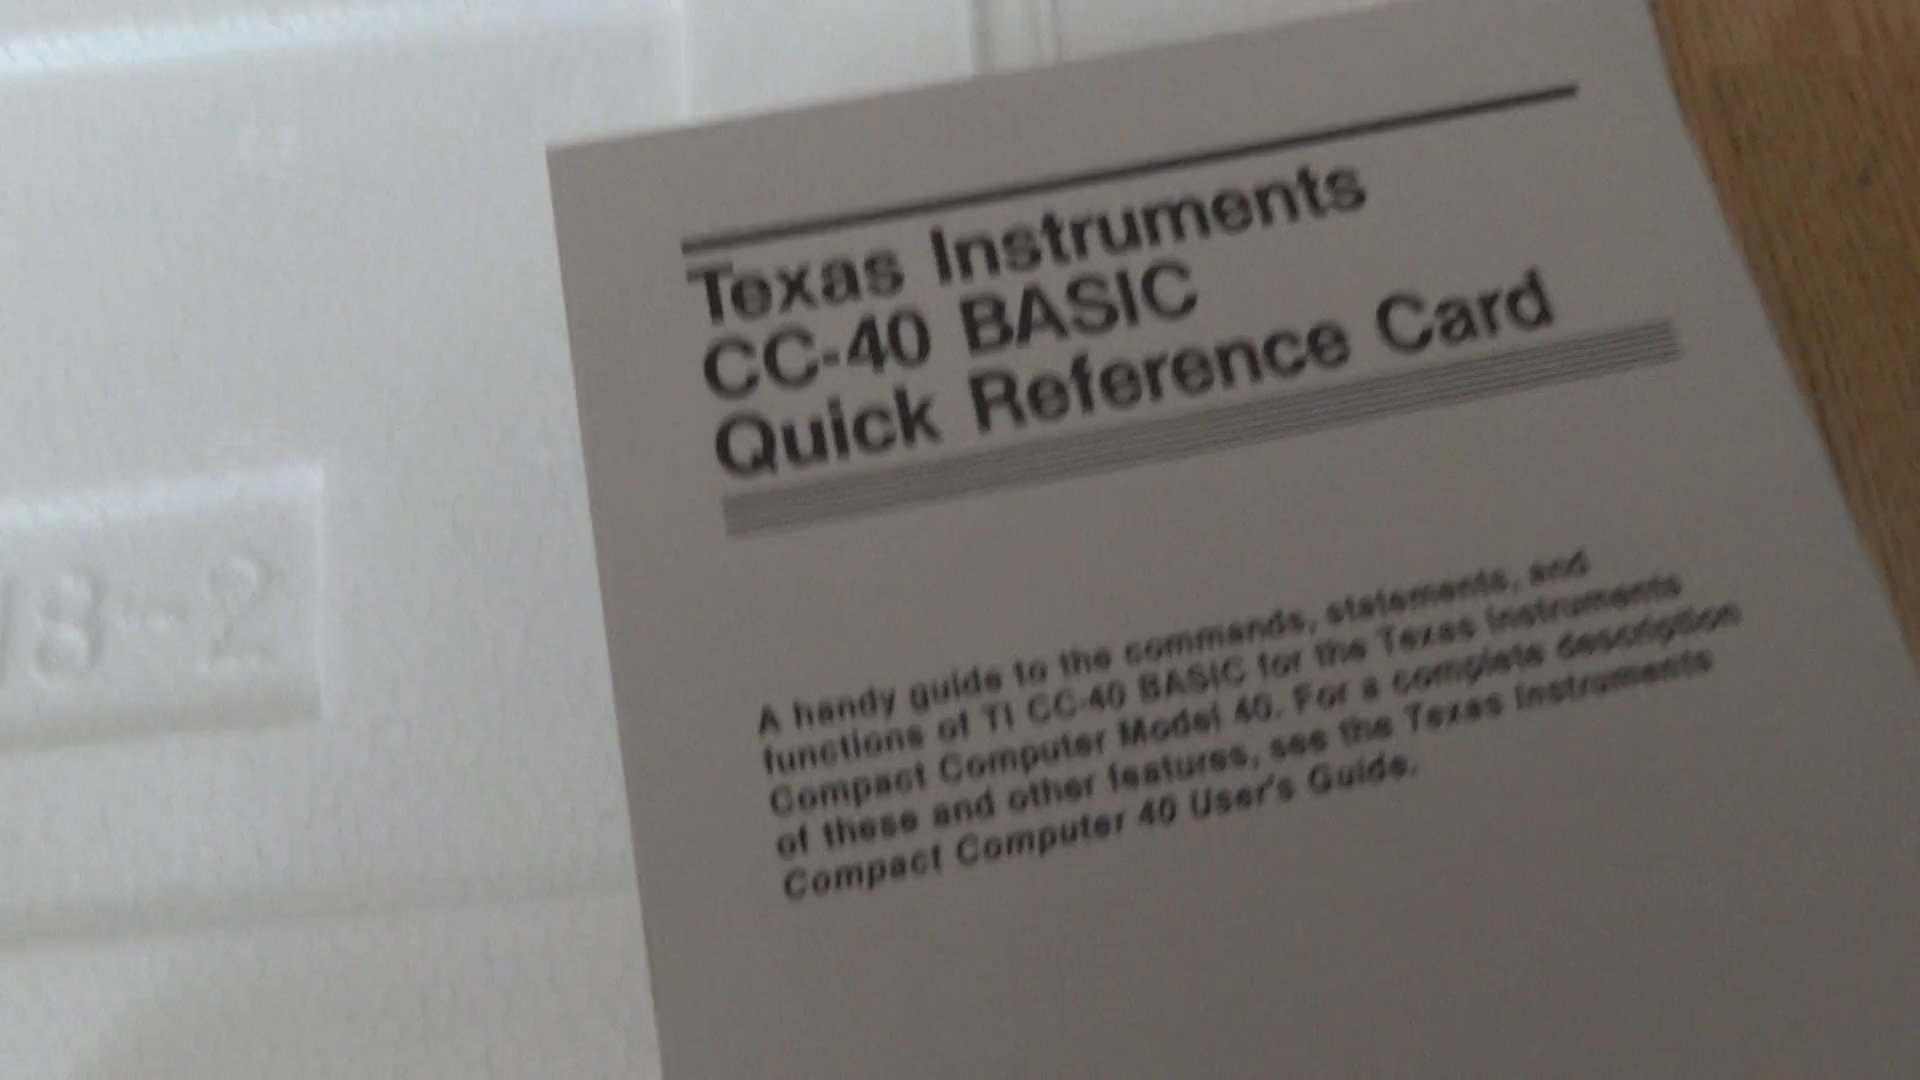 Texas Instruments
CC-40 BASIC
Quick Reference Card
A handy guide to the commands, statements, and
functions of TI CC-40 BASIC for the Texas Instruments
Compact Computer Model 40. For a complete description
of these and other features, see the Texas Instruments
Compact Computer 40 User's Guide.
8-2